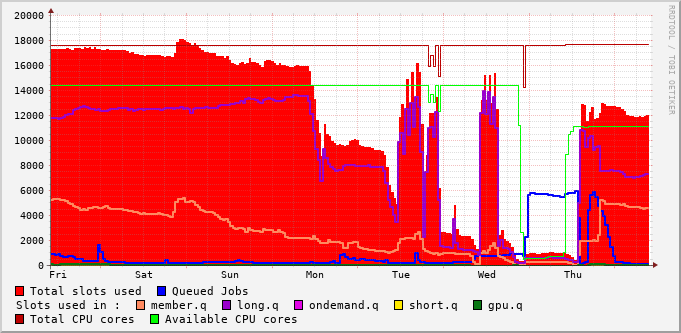 20000
18000
16000
14000
12000
10000
8000
6000
4000
2000
0
Fri Sat Sun Mon Tue Wed Thu
Total slots used Queued Jobs
Slots used in : member.q long.q ondemand.q short.q gpu.q
Total CPU cores Available CPU cores
RRDTOOL / TOBI OETIKER